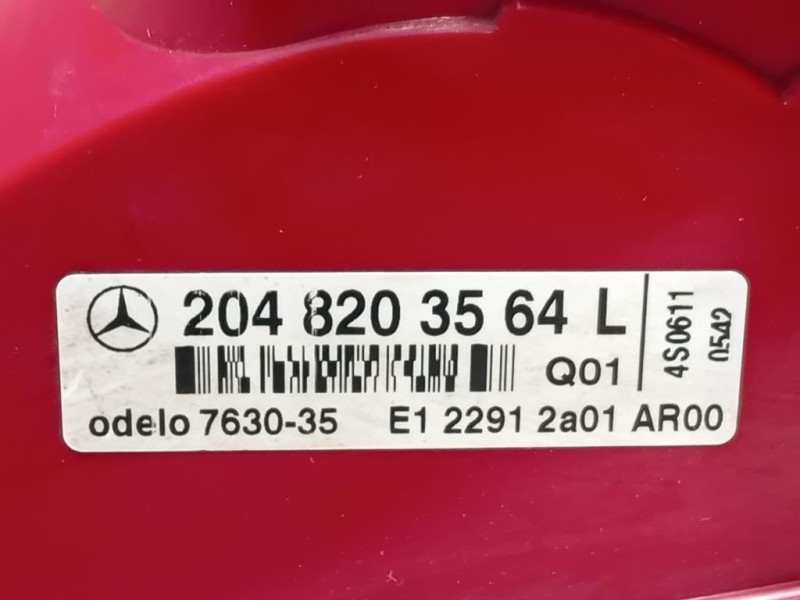 204 820 35 64 L
Q01
odelo 7630-35 E1 2291 2a01 AR00
4S0611
0542